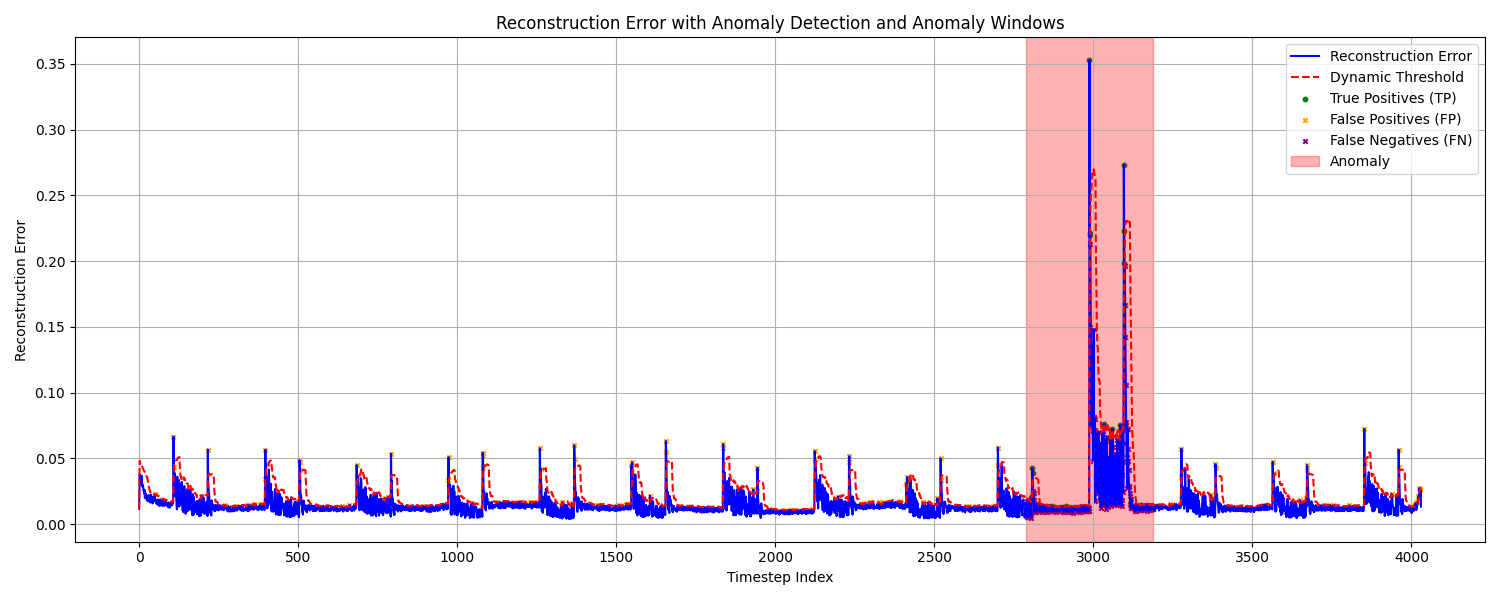 Reconstruction Error with Anomaly Detection and Anomaly Windows
Reconstruction Error
0.35
0.30
0.25
0.20
0.15
0.10
0.05
0.00
Reconstruction Error
Dynamic Threshold
True Positives (TP)
False Positives (FP)
False Negatives (FN)
Anomaly
0
500
1000
1500
2000
2500
3000
3500
4000
Timestep Index